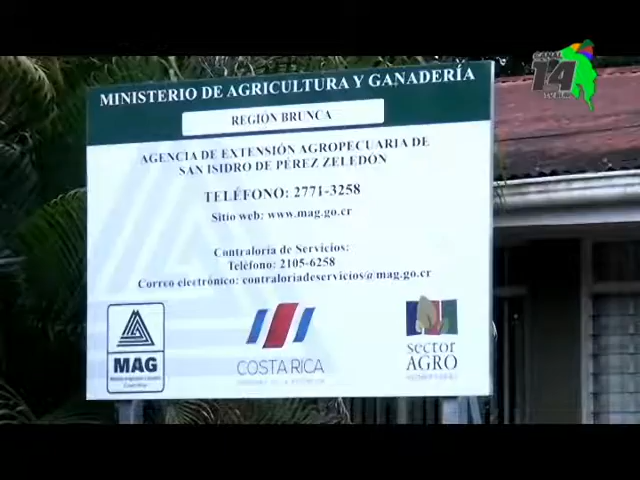 CANAL
14
MINISTERIO DE AGRICULTURA Y GANADERÍA
REGIÓN BRUNCA
AGENCIA DE EXTENSIÓN AGROPECUARIA DE
SAN ISIDRO DE PÉREZ ZELEDÓN
TELÉFONO: 2771-3258
Sitio web: www.mag.go.cr
Contraloría de Servicios:
Teléfono: 2105-6258
Correo electrónico: contraloriadeservicios@mag.go.cr
MAG
COSTA RICA
sector
AGRO